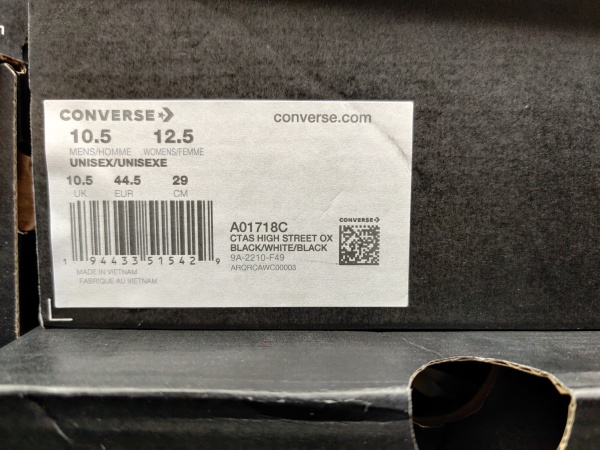 CONVERSE
converse.com
10.5 12.5
MENS/HOMME WOMENS/FEMME
UNISEX/UNISEXE
10.5 44.5 29
UK EUR CM
1 94433 51542 9
MADE IN VIETNAM
FABRIQUE AU VIETNAM
A01718C
CTAS HIGH STREET OX
BLACK/WHITE/BLACK
9A-2210-F49
ARQRCAWC00003
CONVERSE